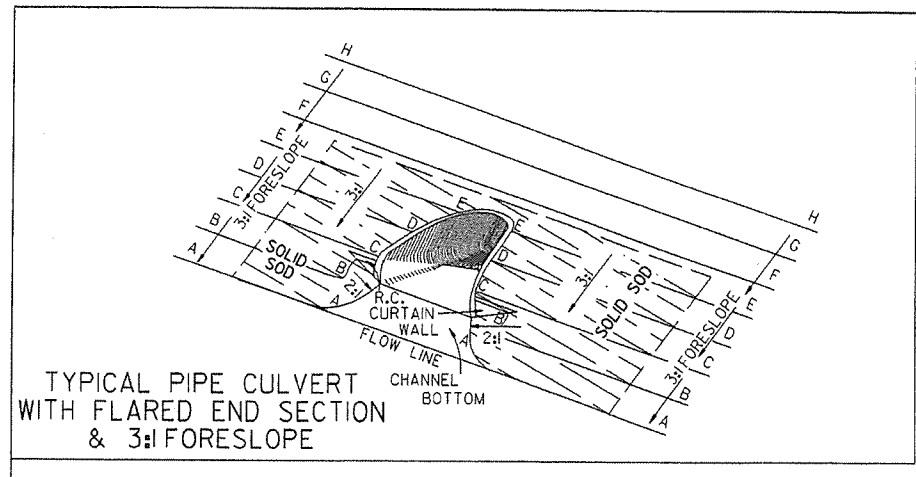 H
G
F
E
D
C
B
A
3:1 FORESLOPE
3:1
SOLID
SOD
E
D
C
B
A
2:1
E
D
C
B
A
2:1
R.C.
CURTAIN
WALL
FLOW LINE
CHANNEL
BOTTOM
3:1
SOLID SOD
H
G
F
E
D
C
B
A
3:1 FORESLOPE
TYPICAL PIPE CULVERT
WITH FLARED END SECTION
& 3:1 FORESLOPE